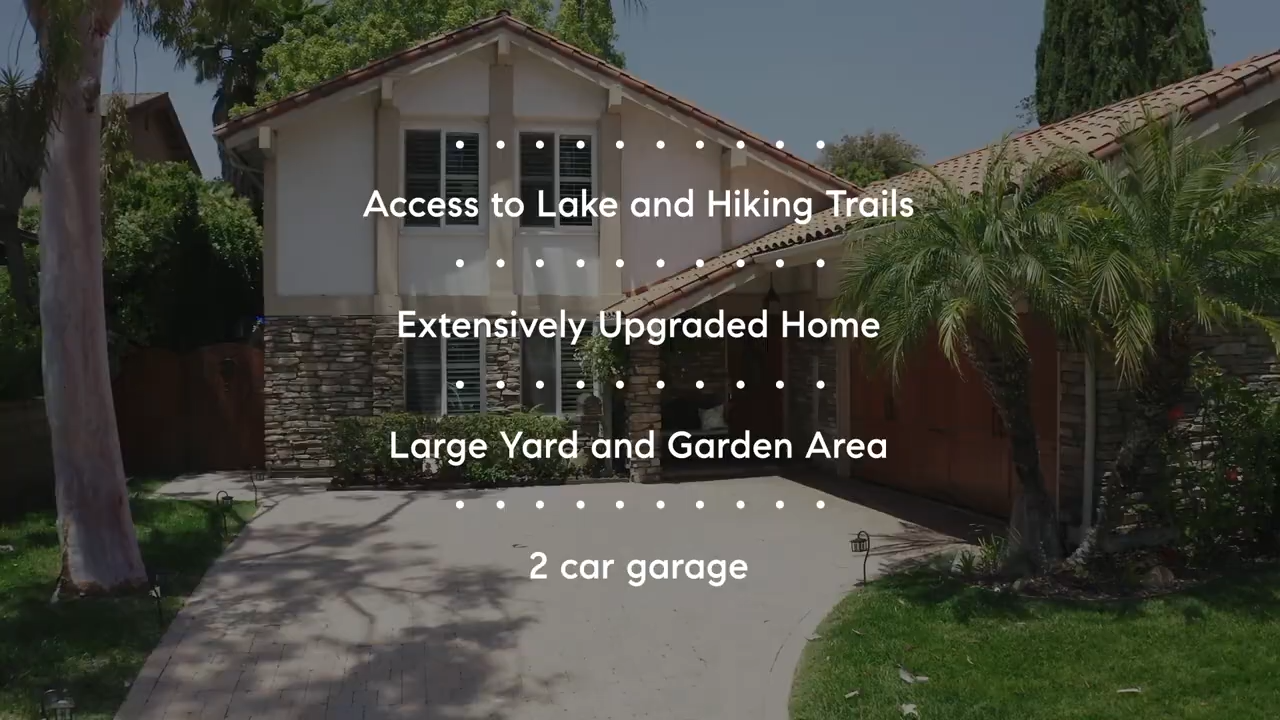 Access to Lake and Hiking Trails
Extensively Upgraded Home
Large Yard and Garden Area
2 car garage